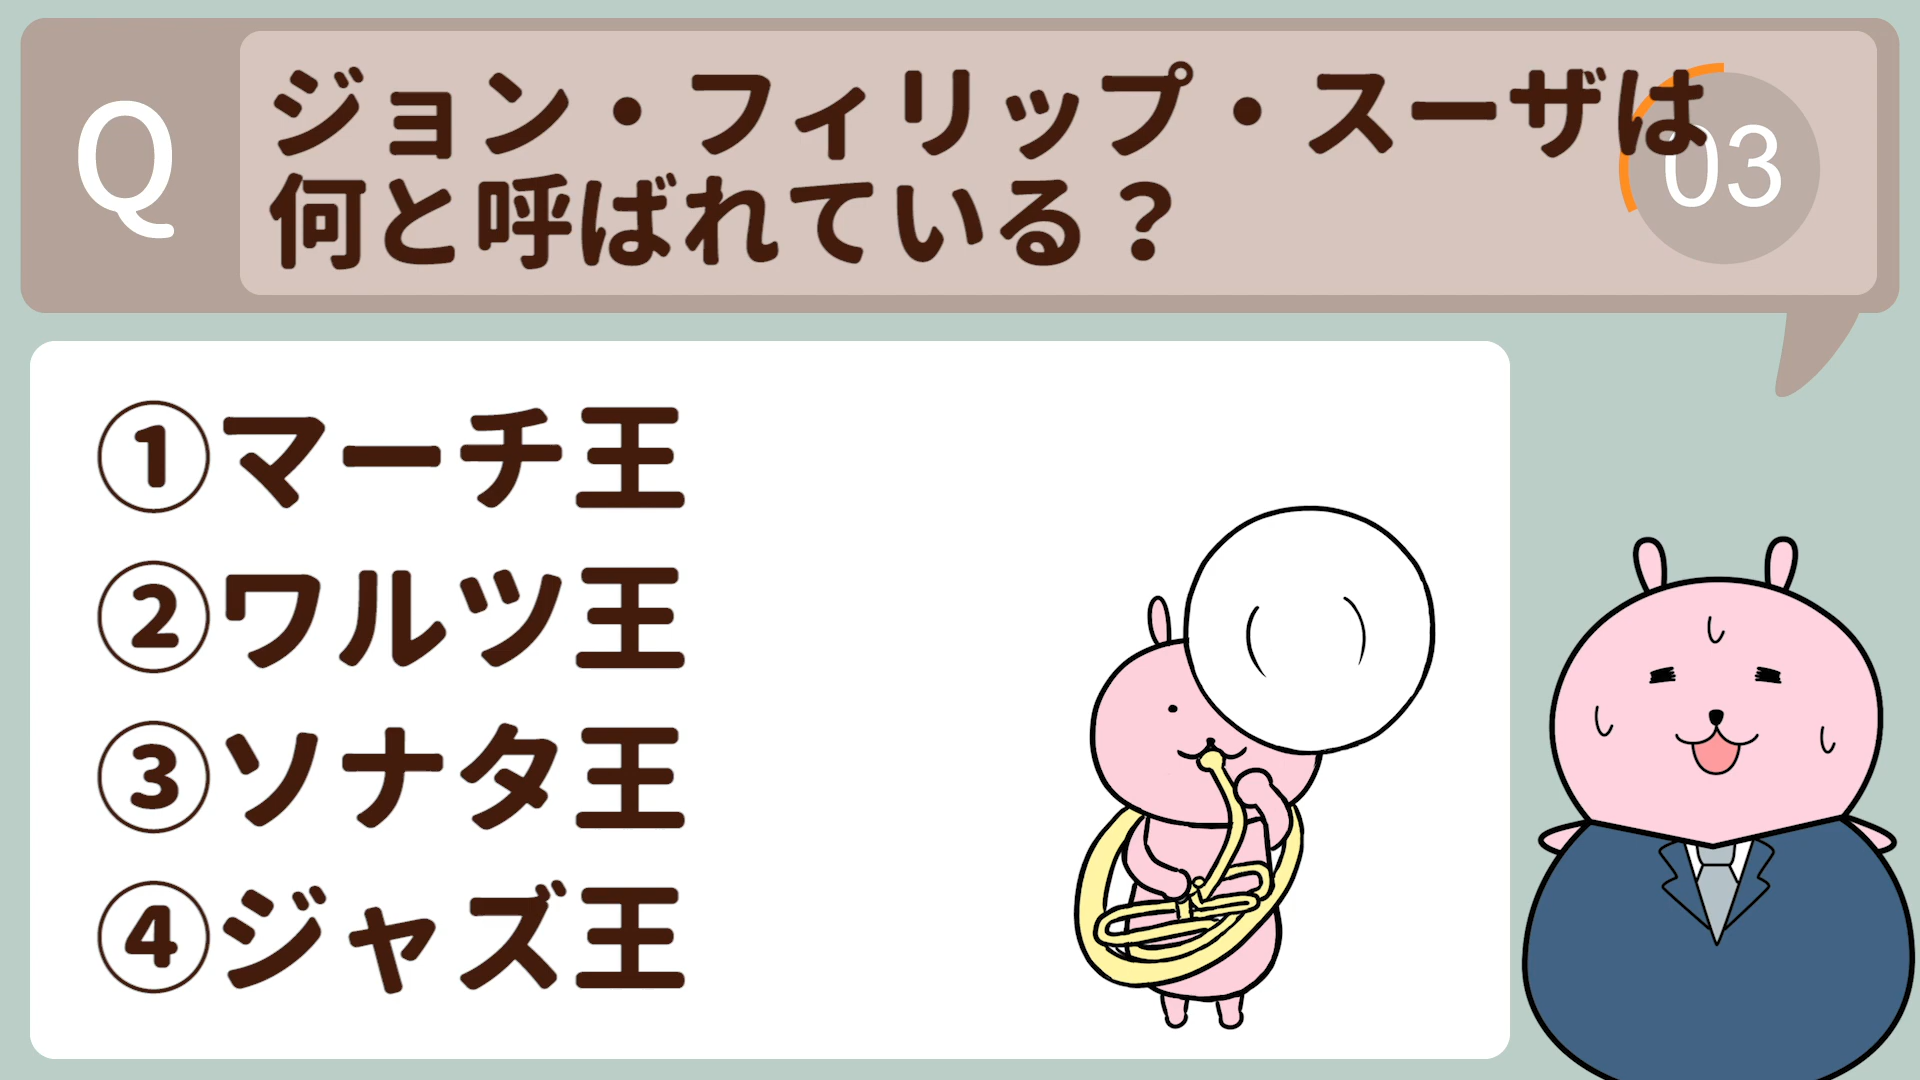 Q
ジョン・フィリップ・スーザは
何と呼ばれている？
03
①マーチ王
②ワルツ王
③ソナタ王
④ジャズ王